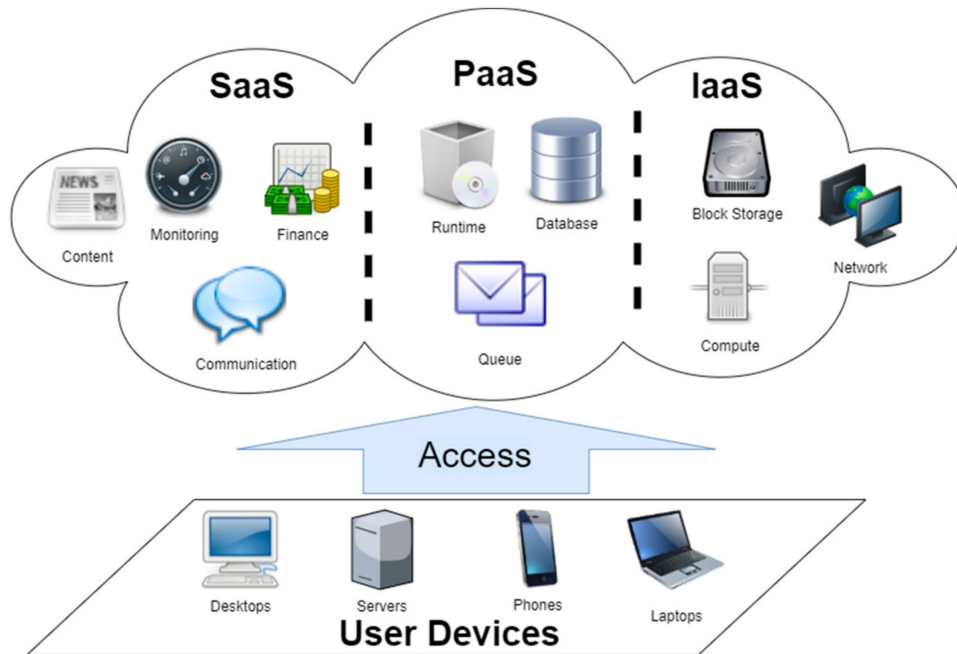 SaaS
PaaS
IaaS
NEWS
Content
Monitoring
Finance
Communication
Runtime
Database
Queue
Block Storage
Network
Compute
Access
Desktops
Servers
Phones
Laptops
User Devices